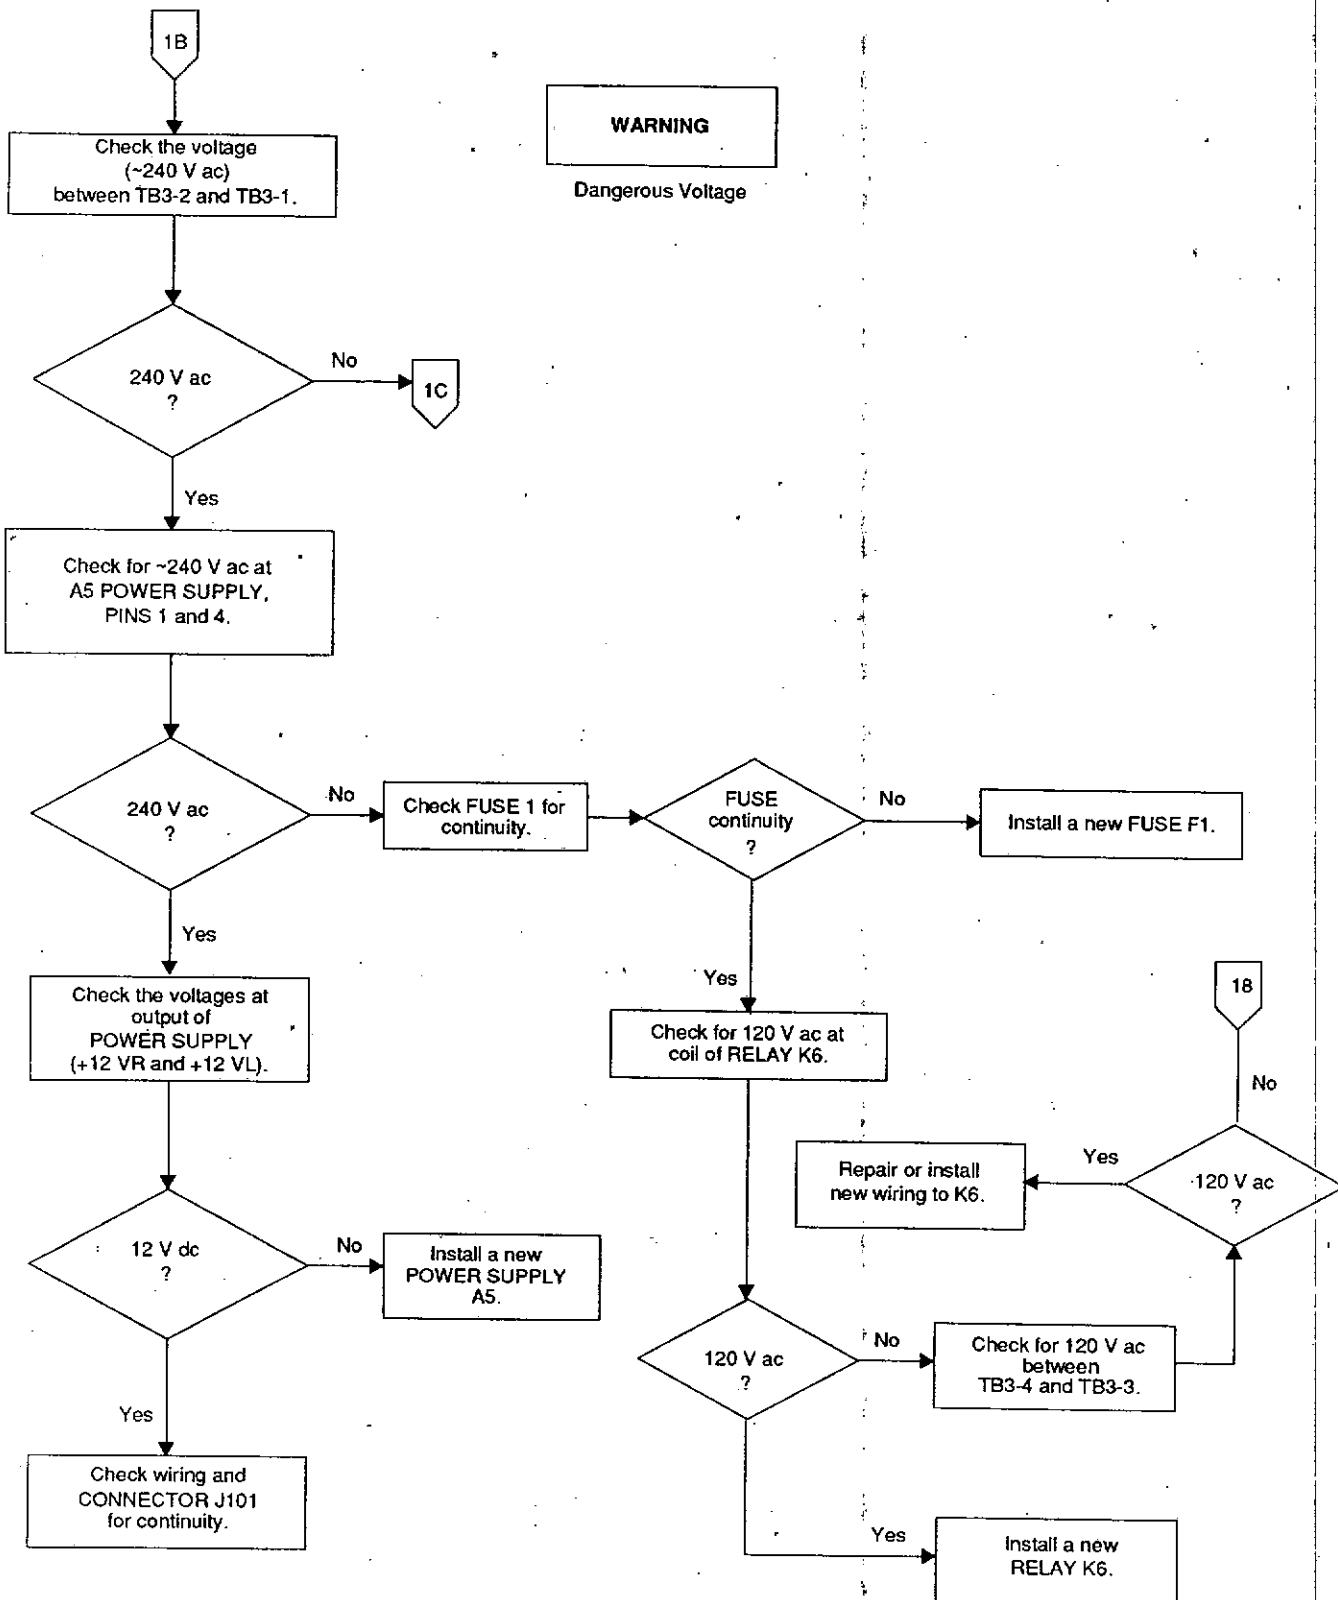 1B
Check the voltage
(~240 V ac)
between TB3-2 and TB3-1.
WARNING
Dangerous Voltage
240 V ac
?
No
1C
Yes
Check for ~240 V ac at
A5 POWER SUPPLY,
PINS 1 and 4.
240 V ac
?
No
Check FUSE 1 for
continuity.
FUSE
continuity
?
No
Install a new FUSE F1.
Yes
Check the voltages at
output of
POWER SUPPLY
(+12 VR and +12 VL).
Yes
Check for 120 V ac at
coil of RELAY K6.
18
No
120 V ac
?
Yes
Repair or install
new wiring to K6.
12 V dc
?
No
Install a new
POWER SUPPLY
A5.
120 V ac
?
No
Check for 120 V ac
between
TB3-4 and TB3-3.
Yes
Check wiring and
CONNECTOR J101
for continuity.
Yes
Install a new
RELAY K6.